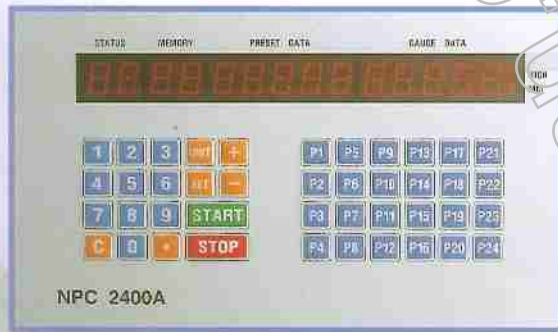 STATUS MEMORY PRESET DATA GAUGE DATA
1 2 3 +
4 5 6 -
7 8 9 START
C 0 • STOP
P1 P5 P9 P13 P17 P21
P2 P6 P10 P14 P18 P22
P3 P7 P11 P15 P19 P23
P4 P8 P12 P16 P20 P24
NPC 2400A